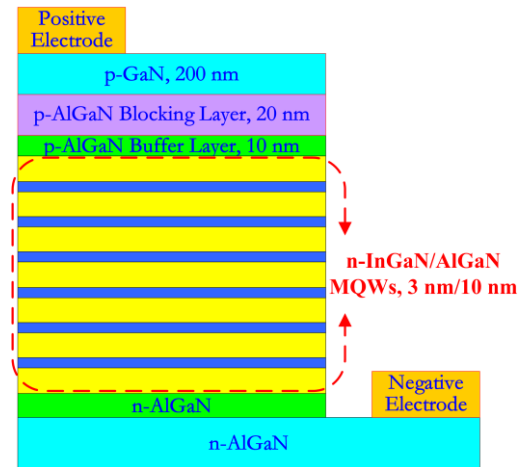 Positive
Electrode
p-GaN, 200 nm
p-AlGaN Blocking Layer, 20 nm
p-AlGaN Buffer Layer, 10 nm
n-InGaN/AlGaN
MQWs, 3 nm/10 nm
Negative
Electrode
n-AlGaN
n-AlGaN